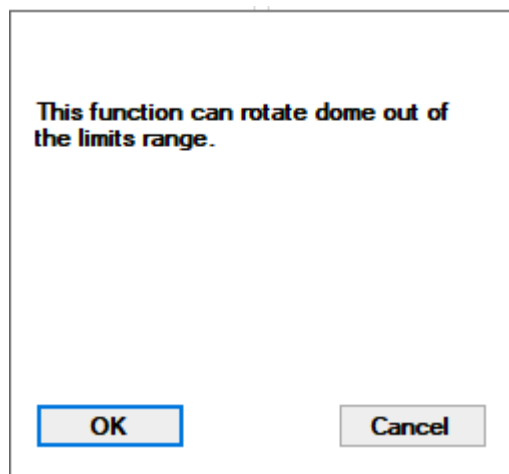 This function can rotate dome out of
the limits range.
OK
Cancel